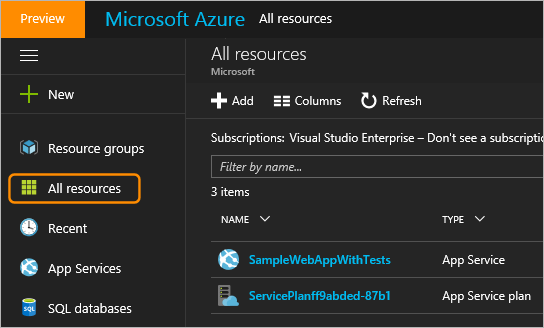 Preview
Microsoft Azure All resources
New
Resource groups
All resources
Recent
App Services
SQL databases
All resources
Microsoft
Add Columns Refresh
Subscriptions: Visual Studio Enterprise – Don't see a subscriptio
Filter by name...
3 items
NAME TYPE
SampleWebAppWithTests App Service
ServicePlanff9abded-87b1 App Service plan